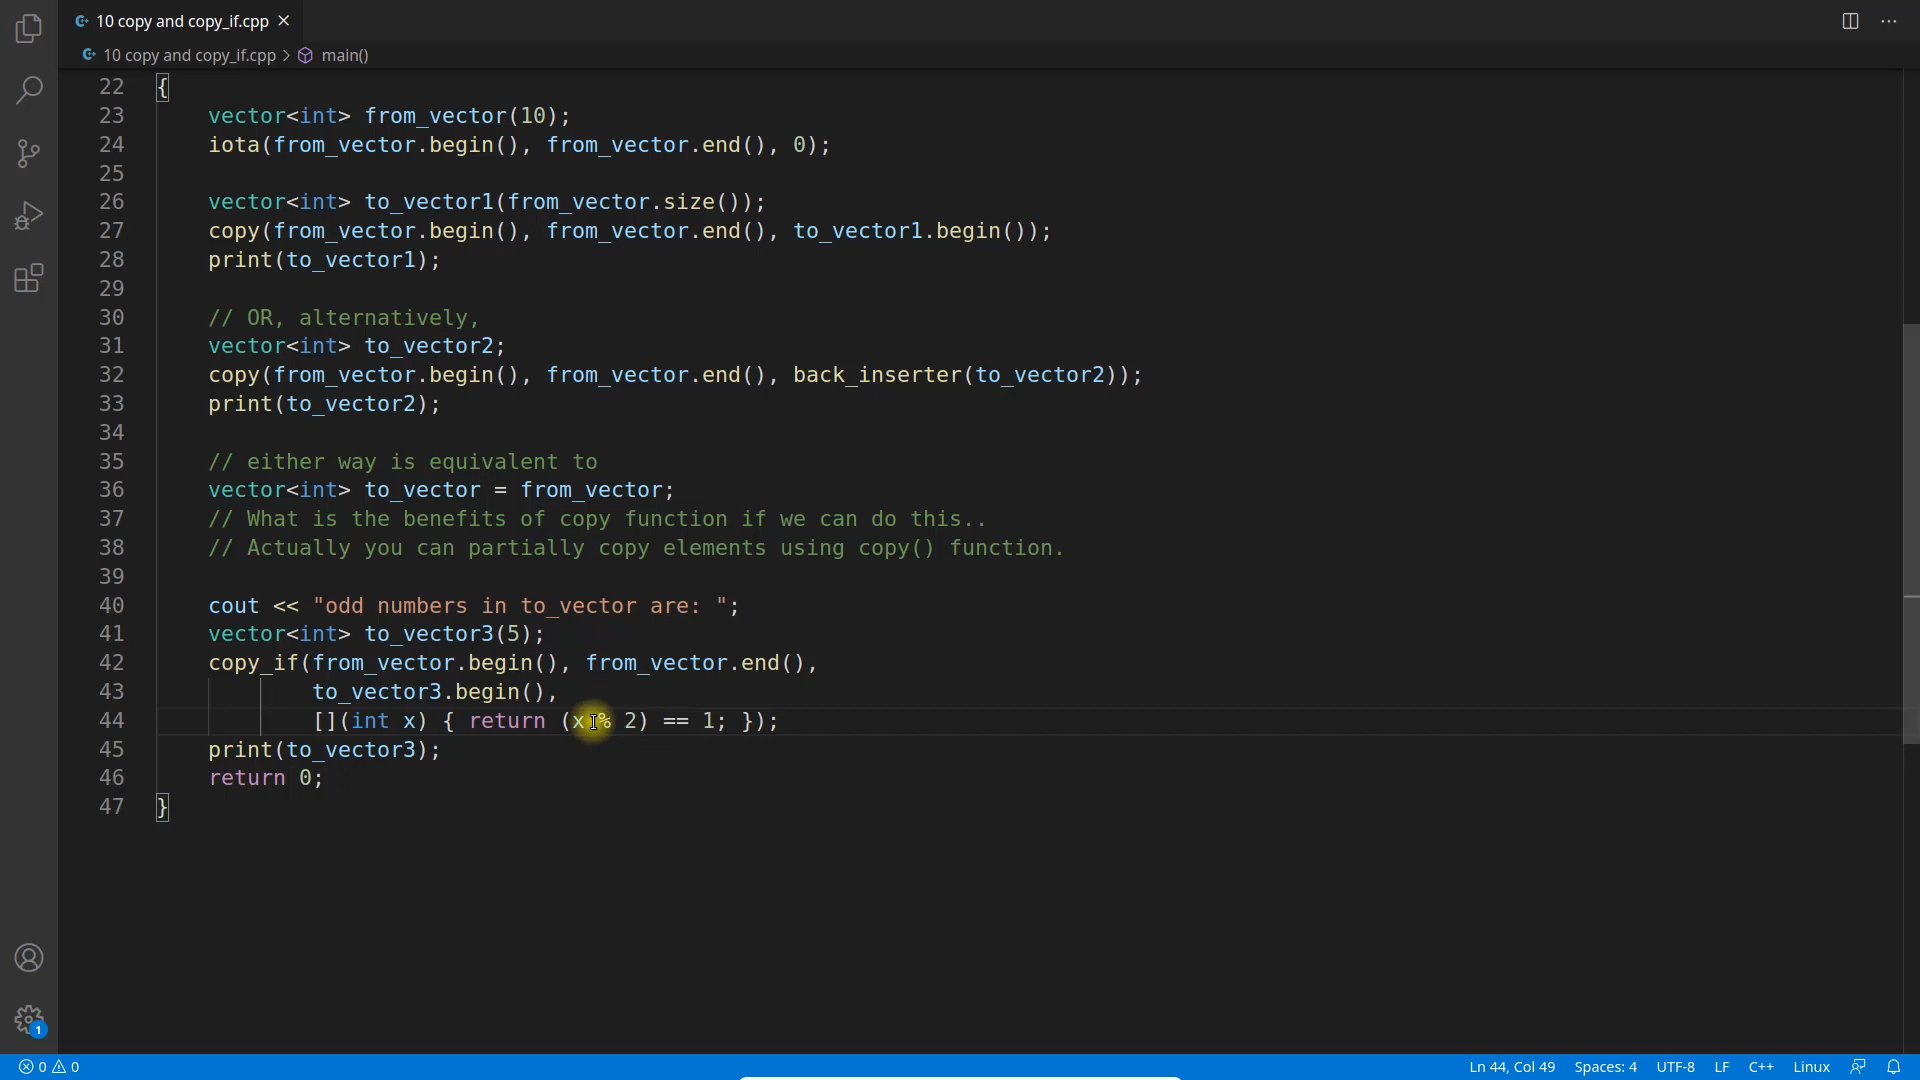 10 copy and copy_if.cpp
10 copy and copy_if.cpp > main()
22 {
23 vector<int> from_vector(10);
24 iota(from_vector.begin(), from_vector.end(), 0);
25
26 vector<int> to_vector1(from_vector.size());
27 copy(from_vector.begin(), from_vector.end(), to_vector1.begin());
28 print(to_vector1);
29
30 // OR, alternatively,
31 vector<int> to_vector2;
32 copy(from_vector.begin(), from_vector.end(), back_inserter(to_vector2));
33 print(to_vector2);
34
35 // either way is equivalent to
36 vector<int> to_vector = from_vector;
37 // What is the benefits of copy function if we can do this..
38 // Actually you can partially copy elements using copy() function.
39
40 cout << "odd numbers in to_vector are: ";
41 vector<int> to_vector3(5);
42 copy_if(from_vector.begin(), from_vector.end(),
43 to_vector3.begin(),
44 [](int x) { return (x % 2) == 1; });
45 print(to_vector3);
46 return 0;
47 }
1
0 0 Ln 44, Col 49 Spaces: 4 UTF-8 LF C++ Linux